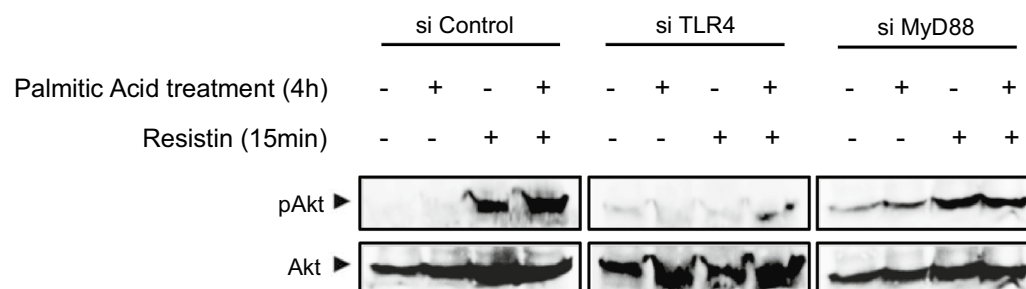 si Control si TLR4 si MyD88
Palmitic Acid treatment (4h) - + - + - + - + - + - +
Resistin (15min) - - + + - - + + - - + +
pAkt ►
Akt ►